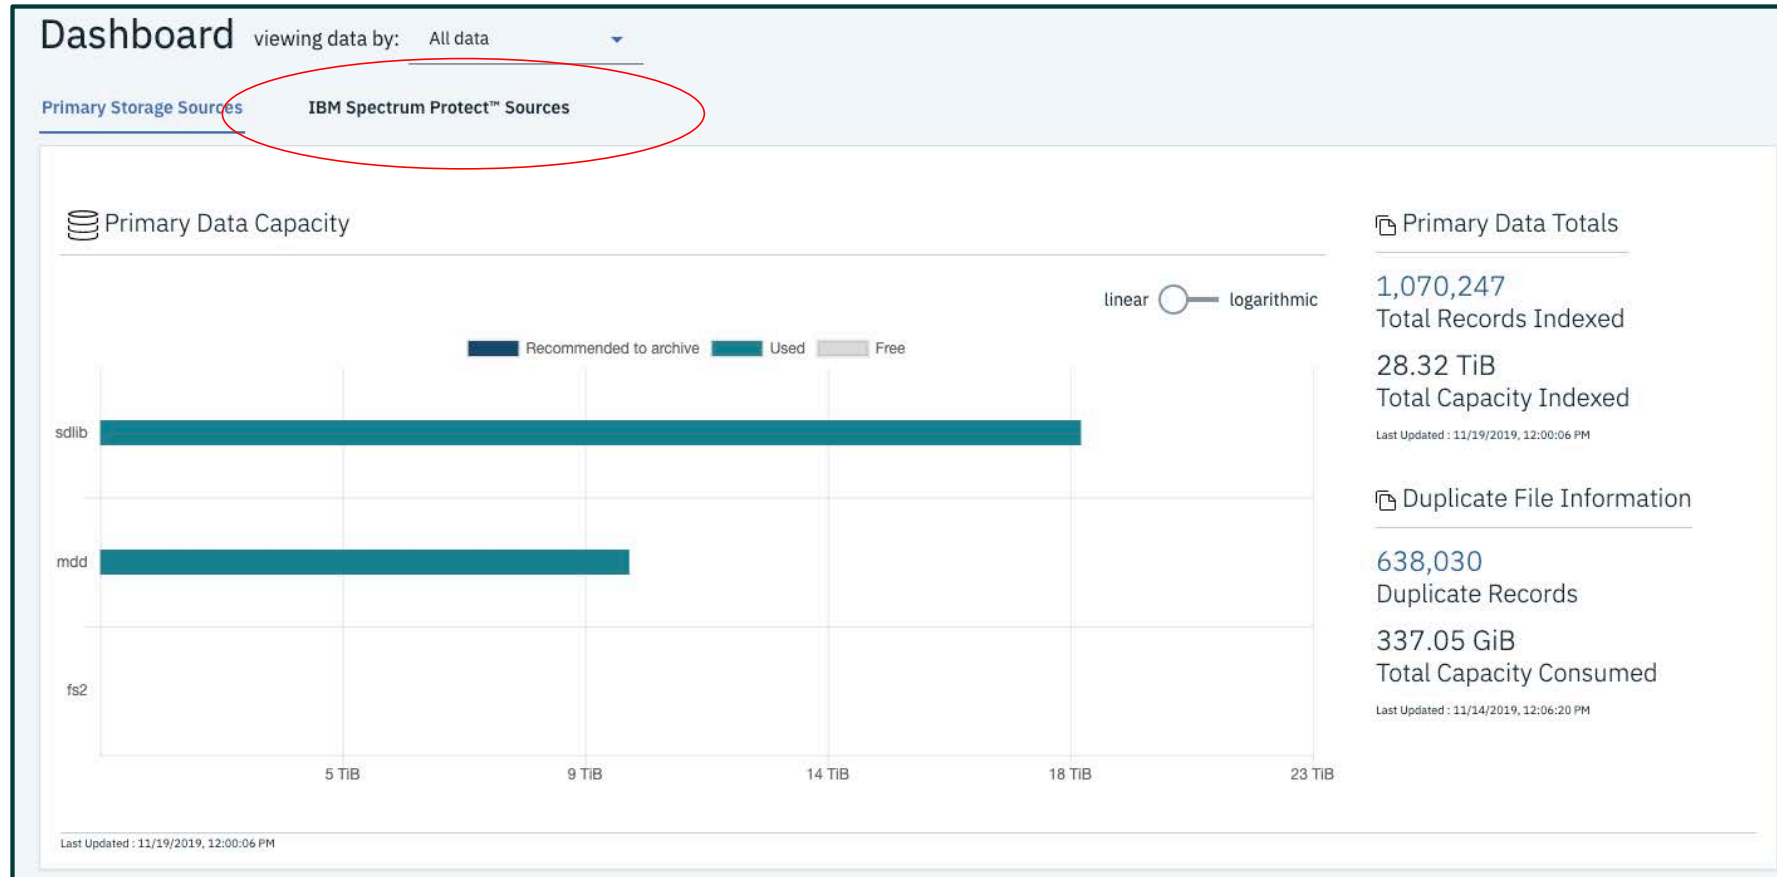 Dashboard viewing data by: All data
Primary Storage Sources IBM Spectrum Protect™ Sources
Primary Data Capacity
linear logarithmic
Recommended to archive Used Free
sdlib
mdd
fs2
5 TiB 9 TiB 14 TiB 18 TiB 23 TiB
Last Updated : 11/19/2019, 12:00:06 PM
Primary Data Totals
1,070,247
Total Records Indexed
28.32 TiB
Total Capacity Indexed
Last Updated : 11/19/2019, 12:00:06 PM
Duplicate File Information
638,030
Duplicate Records
337.05 GiB
Total Capacity Consumed
Last Updated : 11/14/2019, 12:06:20 PM